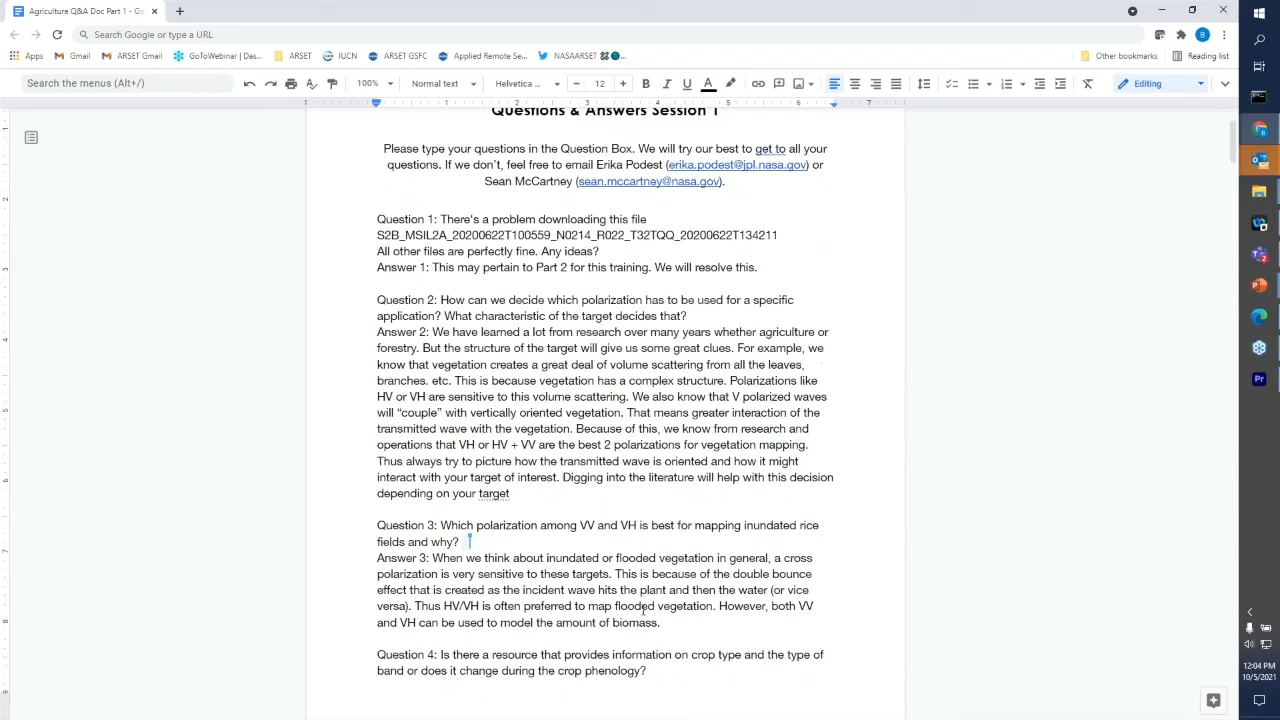 Agriculture Q&A Doc Part 1 - Go
Search Google or type a URL
Apps
Gmail
ARSET Gmail
GoToWebinar | Das...
ARSET
IUCN
ARSET GSFC
Applied Remote Se...
NASAARSET
Other bookmarks
Reading list
Search the menus (Alt+/)
100%
Normal text
Helvetica ...
12
Editing
Questions & Answers Session 1
Please type your questions in the Question Box. We will try our best to get to all your
questions. If we don't, feel free to email Erika Podest (erika.podest@jpl.nasa.gov) or
Sean McCartney (sean.mccartney@nasa.gov).
Question 1: There's a problem downloading this file
S2B_MSIL2A_20200622T100559_N0214_R022_T32TQQ_20200622T134211
All other files are perfectly fine. Any ideas?
Answer 1: This may pertain to Part 2 for this training. We will resolve this.
Question 2: How can we decide which polarization has to be used for a specific
application? What characteristic of the target decides that?
Answer 2: We have learned a lot from research over many years whether agriculture or
forestry. But the structure of the target will give us some great clues. For example, we
know that vegetation creates a great deal of volume scattering from all the leaves,
branches. etc. This is because vegetation has a complex structure. Polarizations like
HV or VH are sensitive to this volume scattering. We also know that V polarized waves
will “couple” with vertically oriented vegetation. That means greater interaction of the
transmitted wave with the vegetation. Because of this, we know from research and
operations that VH or HV + VV are the best 2 polarizations for vegetation mapping.
Thus always try to picture how the transmitted wave is oriented and how it might
interact with your target of interest. Digging into the literature will help with this decision
depending on your target
Question 3: Which polarization among VV and VH is best for mapping inundated rice
fields and why?
Answer 3: When we think about inundated or flooded vegetation in general, a cross
polarization is very sensitive to these targets. This is because of the double bounce
effect that is created as the incident wave hits the plant and then the water (or vice
versa). Thus HV/VH is often preferred to map flooded vegetation. However, both VV
and VH can be used to model the amount of biomass.
Question 4: Is there a resource that provides information on crop type and the type of
band or does it change during the crop phenology?
12:04 PM
10/5/2021